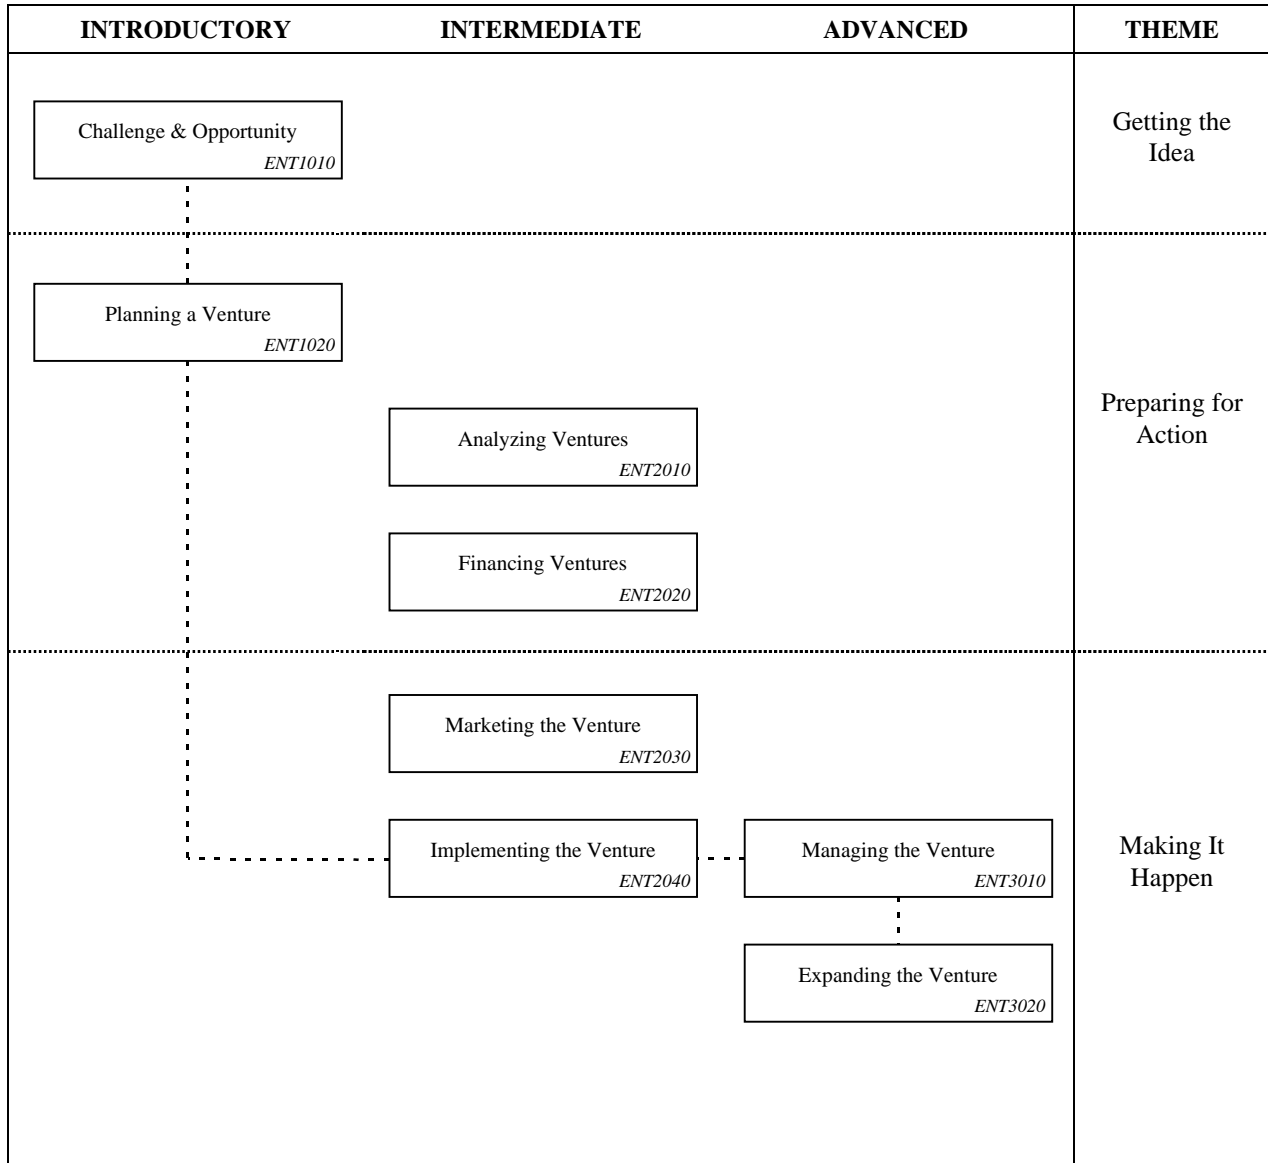 INTRODUCTORY INTERMEDIATE ADVANCED THEME
Challenge & Opportunity
ENT1010
Getting the
Idea
Planning a Venture
ENT1020
Analyzing Ventures
ENT2010
Financing Ventures
ENT2020
Preparing for
Action
Marketing the Venture
ENT2030
Implementing the Venture
ENT2040
Managing the Venture
ENT3010
Expanding the Venture
ENT3020
Making It
Happen